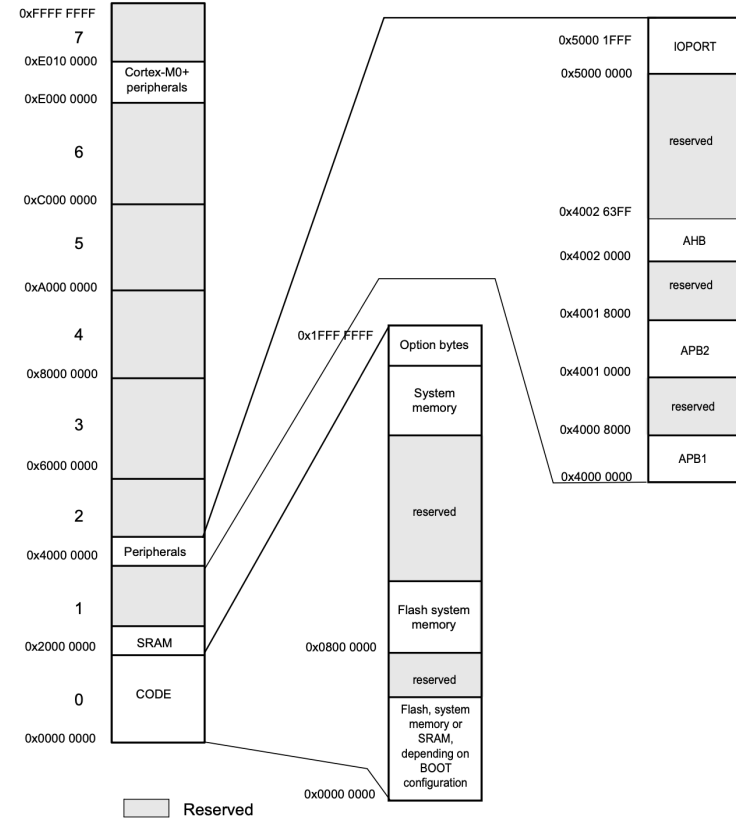 0xFFFF FFFF
7
0xE010 0000
Cortex-M0+
peripherals
0xE000 0000
6
0xC000 0000
5
0xA000 0000
4
0x8000 0000
3
0x6000 0000
2
0x4000 0000
Peripherals
1
0x2000 0000
SRAM
0
CODE
0x0000 0000
Reserved
0x1FFF FFFF
Option bytes
System
memory
reserved
Flash system
memory
0x0800 0000
reserved
Flash, system
memory or
SRAM,
depending on
BOOT
configuration
0x0000 0000
0x5000 1FFF
IOPORT
0x5000 0000
reserved
0x4002 63FF
AHB
0x4002 0000
reserved
0x4001 8000
APB2
0x4001 0000
reserved
0x4000 8000
APB1
0x4000 0000